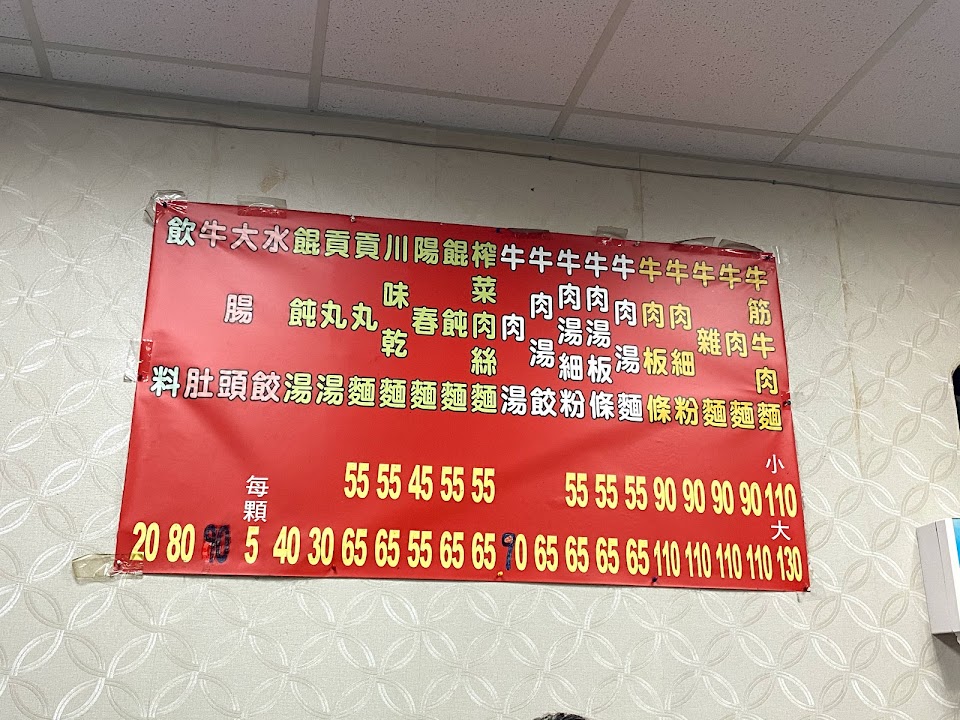 牛筋牛肉麵
牛肉麵
牛雜麵
牛肉細粉
牛肉板條
牛肉湯麵
牛肉湯板條
牛肉湯細粉
牛肉湯餃
牛肉湯
榨菜肉絲麵
餛飩麵
陽春麵
川味乾麵
貢丸麵
貢丸湯
餛飩湯
水餃
大腸頭
牛肚
飲料
小
55 55 45 55 55 55 55 55 90 90 90 90 110
每顆
大
20 80 5 40 30 65 65 55 65 65 90 65 65 65 65 110 110 110 110 130